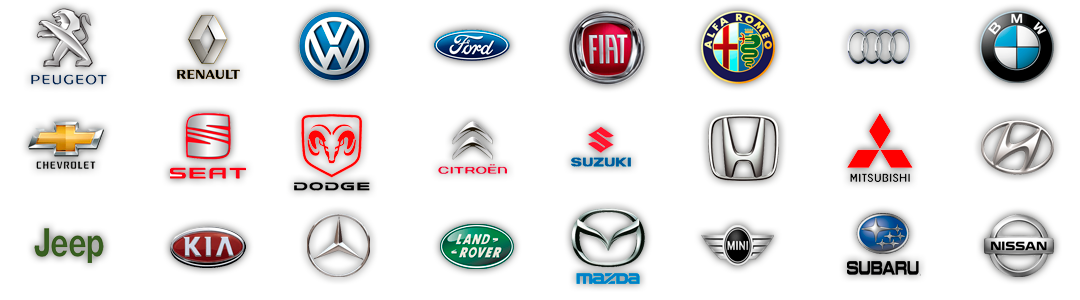 PEUGEOT
RENAULT
Ford
FIAT
ALFA ROMEO
BMW
CHEVROLET
SEAT
DODGE
CITROËN
SUZUKI
MITSUBISHI
Jeep
KIA
LAND-
ROVER
mazda
MINI
SUBARU
NISSAN